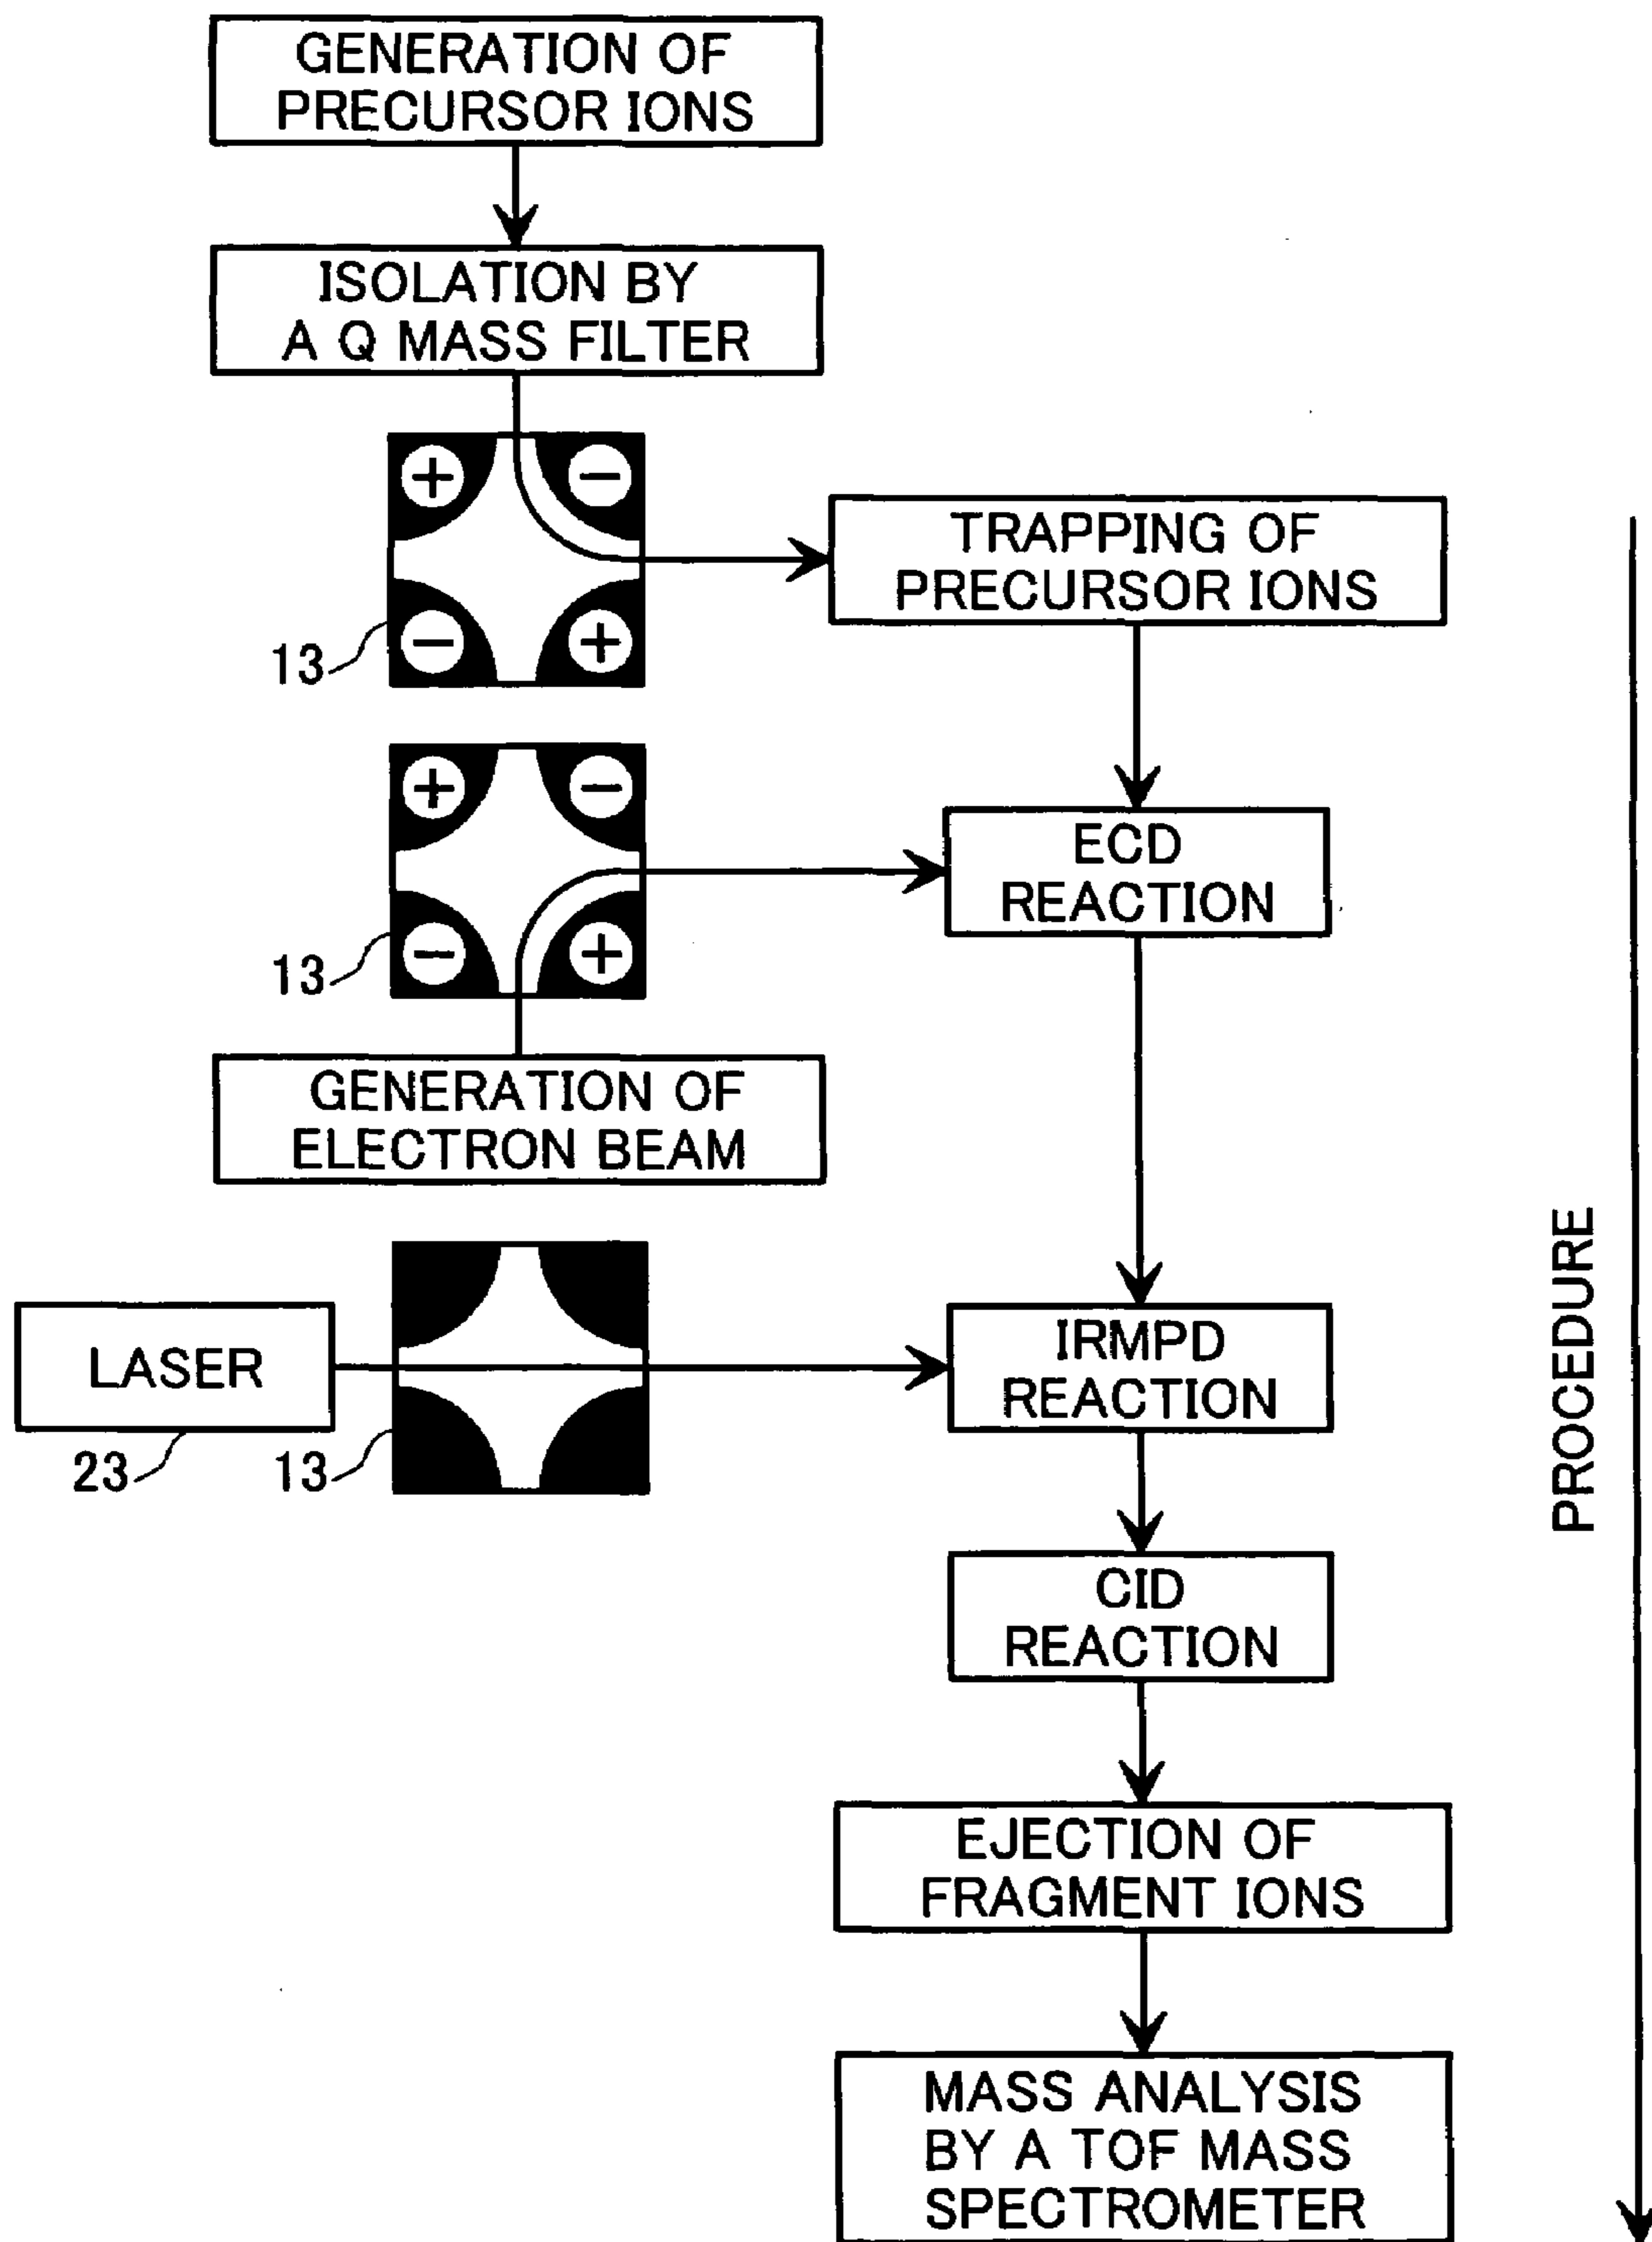 GENERATION OF
PRECURSOR IONS
ISOLATION BY
A Q MASS FILTER
+ −
− +
13
TRAPPING OF
PRECURSOR IONS
+ −
− +
13
ECD
REACTION
GENERATION OF
ELECTRON BEAM
LASER
23
13
IRMPD
REACTION
CID
REACTION
EJECTION OF
FRAGMENT IONS
MASS ANALYSIS
BY A TOF MASS
SPECTROMETER
PROCEDURE